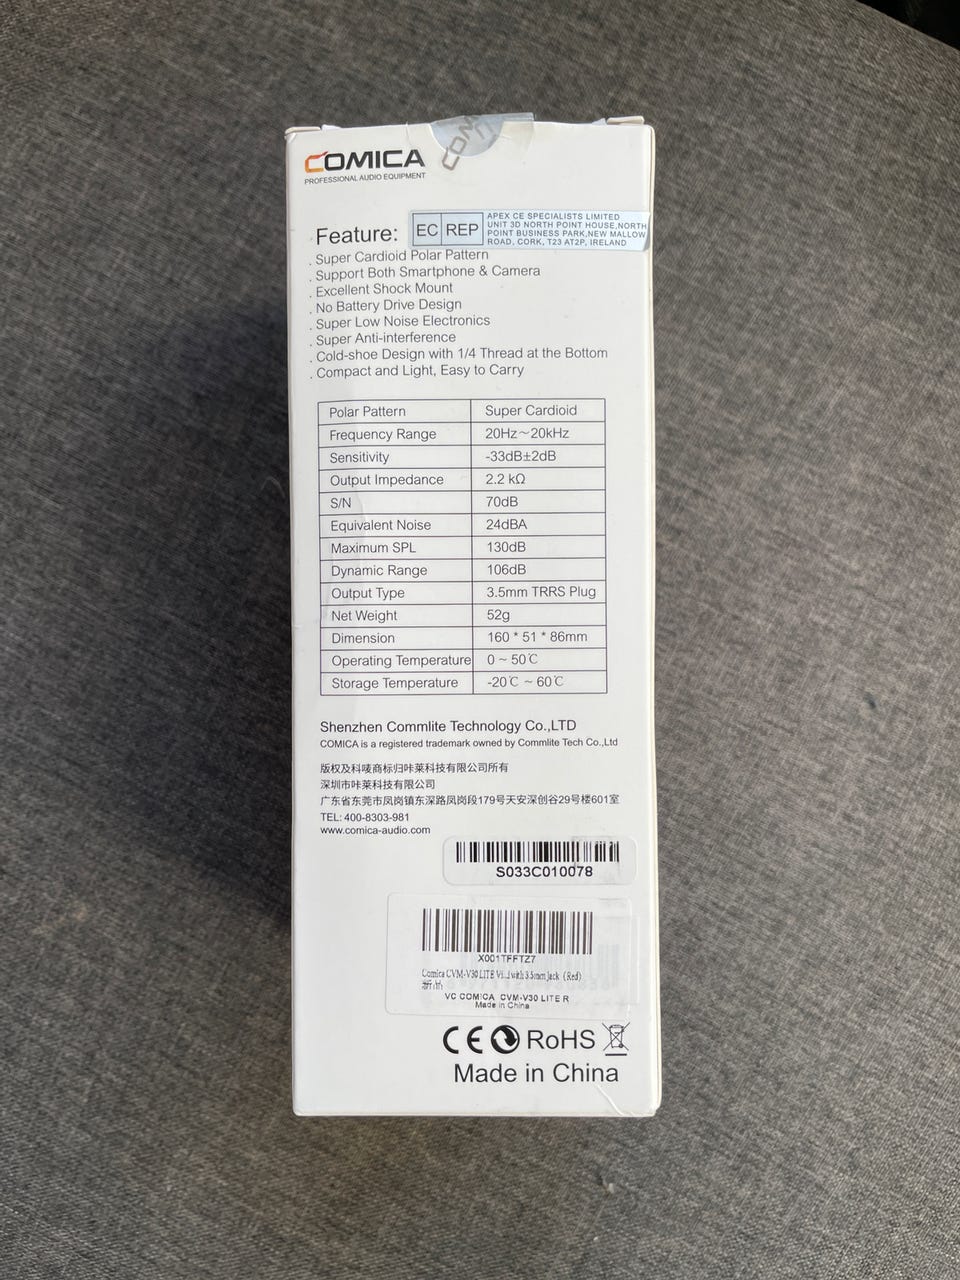 COMICA
PROFESSIONAL AUDIO EQUIPMENT
COM
Feature:
EC REP
APEX CE SPECIALISTS LIMITED
UNIT 3D NORTH POINT HOUSE,NORTH
POINT BUSINESS PARK,NEW MALLOW
ROAD, CORK, T23 AT2P, IRELAND
. Super Cardioid Polar Pattern
. Support Both Smartphone & Camera
. Excellent Shock Mount
. No Battery Drive Design
. Super Low Noise Electronics
. Super Anti-interference
. Cold-shoe Design with 1/4 Thread at the Bottom
. Compact and Light, Easy to Carry
Polar Pattern Super Cardioid
Frequency Range 20Hz~20kHz
Sensitivity -33dB±2dB
Output Impedance 2.2 kΩ
S/N 70dB
Equivalent Noise 24dBA
Maximum SPL 130dB
Dynamic Range 106dB
Output Type 3.5mm TRRS Plug
Net Weight 52g
Dimension 160 * 51 * 86mm
Operating Temperature 0 ~ 50℃
Storage Temperature -20℃ ~ 60℃
Shenzhen Commlite Technology Co.,LTD
COMICA is a registered trademark owned by Commlite Tech Co.,Ltd
版权及科唛商标归咔莱科技有限公司所有
深圳市咔莱科技有限公司
广东省东莞市凤岗镇东深路凤岗段179号天安深创谷29号楼601室
TEL: 400-8303-981
www.comica-audio.com
S033C010078
X001TFFTZ7
Comica CVM-V30 LITE Vi...d with 3.5mm Jack (Red)
VC COMICA CVM-V30 LITE R
Made in China
CE RoHS
Made in China